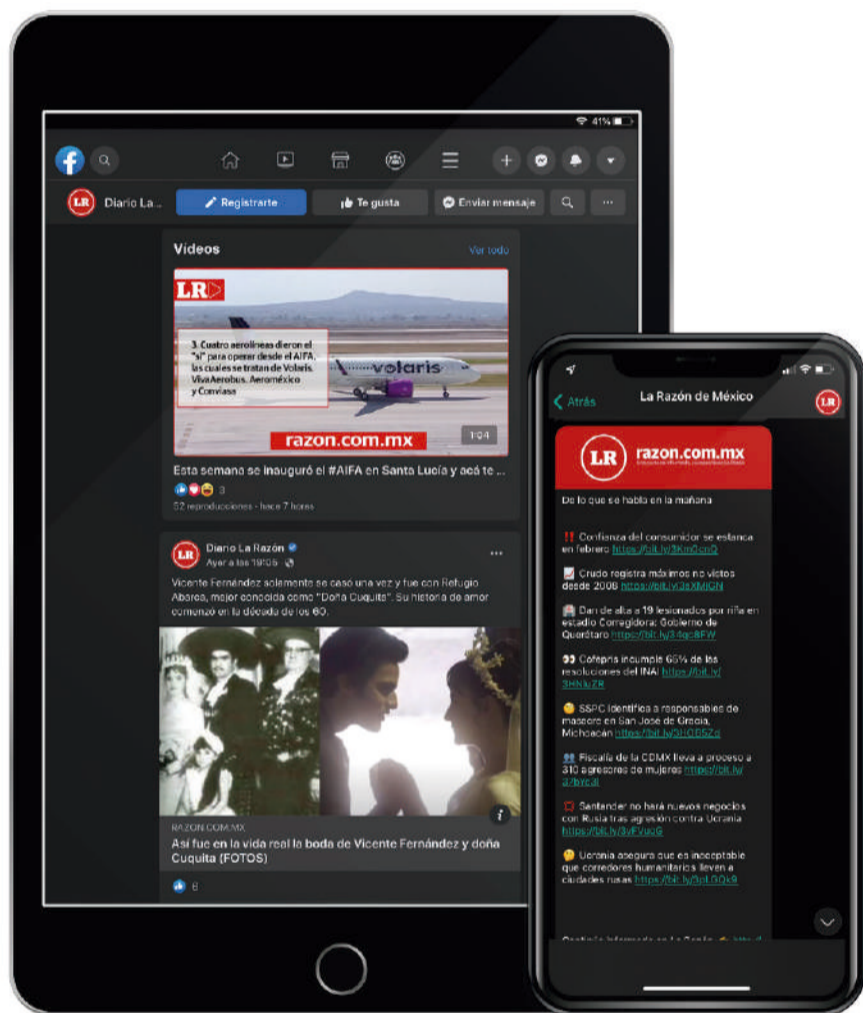 41%
LR
Diario La...
Registrarte
Te gusta
Enviar mensaje
Vídeos
Ver todo
LR
3. Cuatro aerolíneas dieron el
"sí" para operar desde el AIFA,
las cuales se tratan de Volaris,
VivaAerobus, Aeroméxico
y Conviasa
volaris
razon.com.mx
1:04
Esta semana se inauguró el #AIFA en Santa Lucía y acá te ...
3
52 reproducciones · hace 7 horas
LR
Diario La Razón
Ayer a las
Vicente Fernández solamente se casó una vez y fue con Refugio
Abarca, mejor conocida como "Doña Cuquita". Su historia de amor
comenzó en la década de los 60.
RAZON.COM.MX
Así fue en la vida real la boda de Vicente Fernández y doña
Cuquita (FOTOS)
6
Atrás
La Razón de México
LR
LR
razon.com.mx
De lo que se habla en la mañana
‼ Confianza del consumidor se estanca
en febrero
Crudo registra máximos no vistos
desde 2008
Dan de alta a 19 lesionados por riña en
estadio Corregidora: Gobierno de
Querétaro
Cofepris incumple 65% de las
resoluciones del INAI https://bit.ly/
SSPC identifica a responsables de
masacre en San José de Gracia,
Michoacán
Fiscalía de la CDMX lleva a proceso a
310 agresores de mujeres https://bit.ly/
Santander no hará nuevos negocios
con Rusia tras agresión contra Ucrania
Ucrania asegura que es inaceptable
que corredores humanitarios lleven a
ciudades rusas